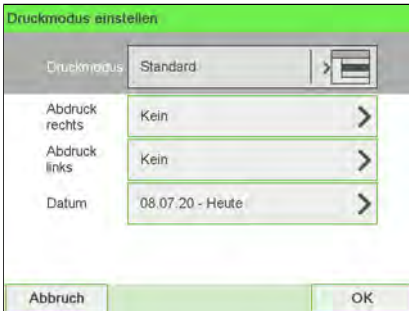 Druckmodus einstellen
Druckmodus Standard
Abdruck
rechts
Kein
Abdruck
links
Kein
Datum 08.07.20 - Heute
Abbruch OK